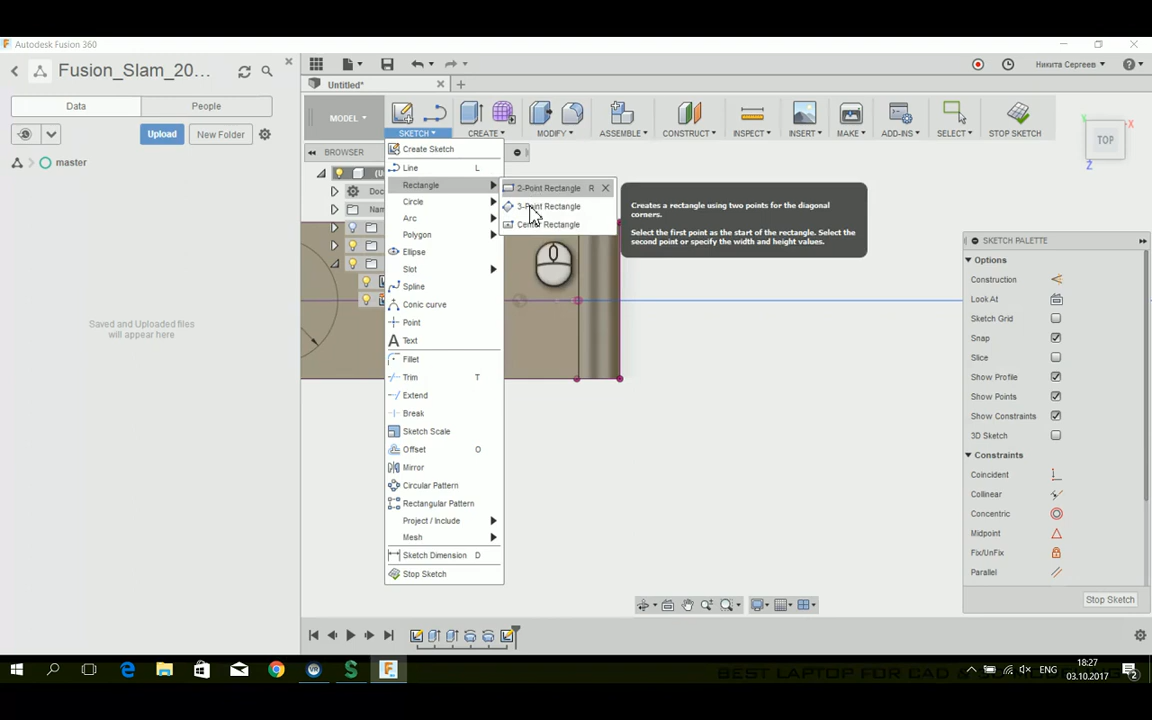 Autodesk Fusion 360
Fusion_Slam_20...
Data
People
Upload
New Folder
master
Saved and Uploaded files
will appear here
Untitled*
Никита Сергеев
MODEL
SKETCH
CREATE
MODIFY
ASSEMBLE
CONSTRUCT
INSPECT
INSERT
MAKE
ADD-INS
SELECT
STOP SKETCH
BROWSER
(U
Doc
Nam
Create Sketch
Line L
Rectangle
Circle
Arc
Polygon
Ellipse
Slot
Spline
Conic curve
Point
Text
Fillet
Trim T
Extend
Break
Sketch Scale
Offset O
Mirror
Circular Pattern
Rectangular Pattern
Project / Include
Mesh
Sketch Dimension D
Stop Sketch
2-Point Rectangle R
3-Point Rectangle
Center Rectangle
Creates a rectangle using two points for the diagonal
corners.
Select the first point as the start of the rectangle. Select the
second point or specify the width and height values.
TOP
X
Y
Z
SKETCH PALETTE
Options
Construction
Look At
Sketch Grid
Snap
Slice
Show Profile
Show Points
Show Constraints
3D Sketch
Constraints
Coincident
Collinear
Concentric
Midpoint
Fix/UnFix
Parallel
Stop Sketch
ENG
18:27
03.10.2017
2